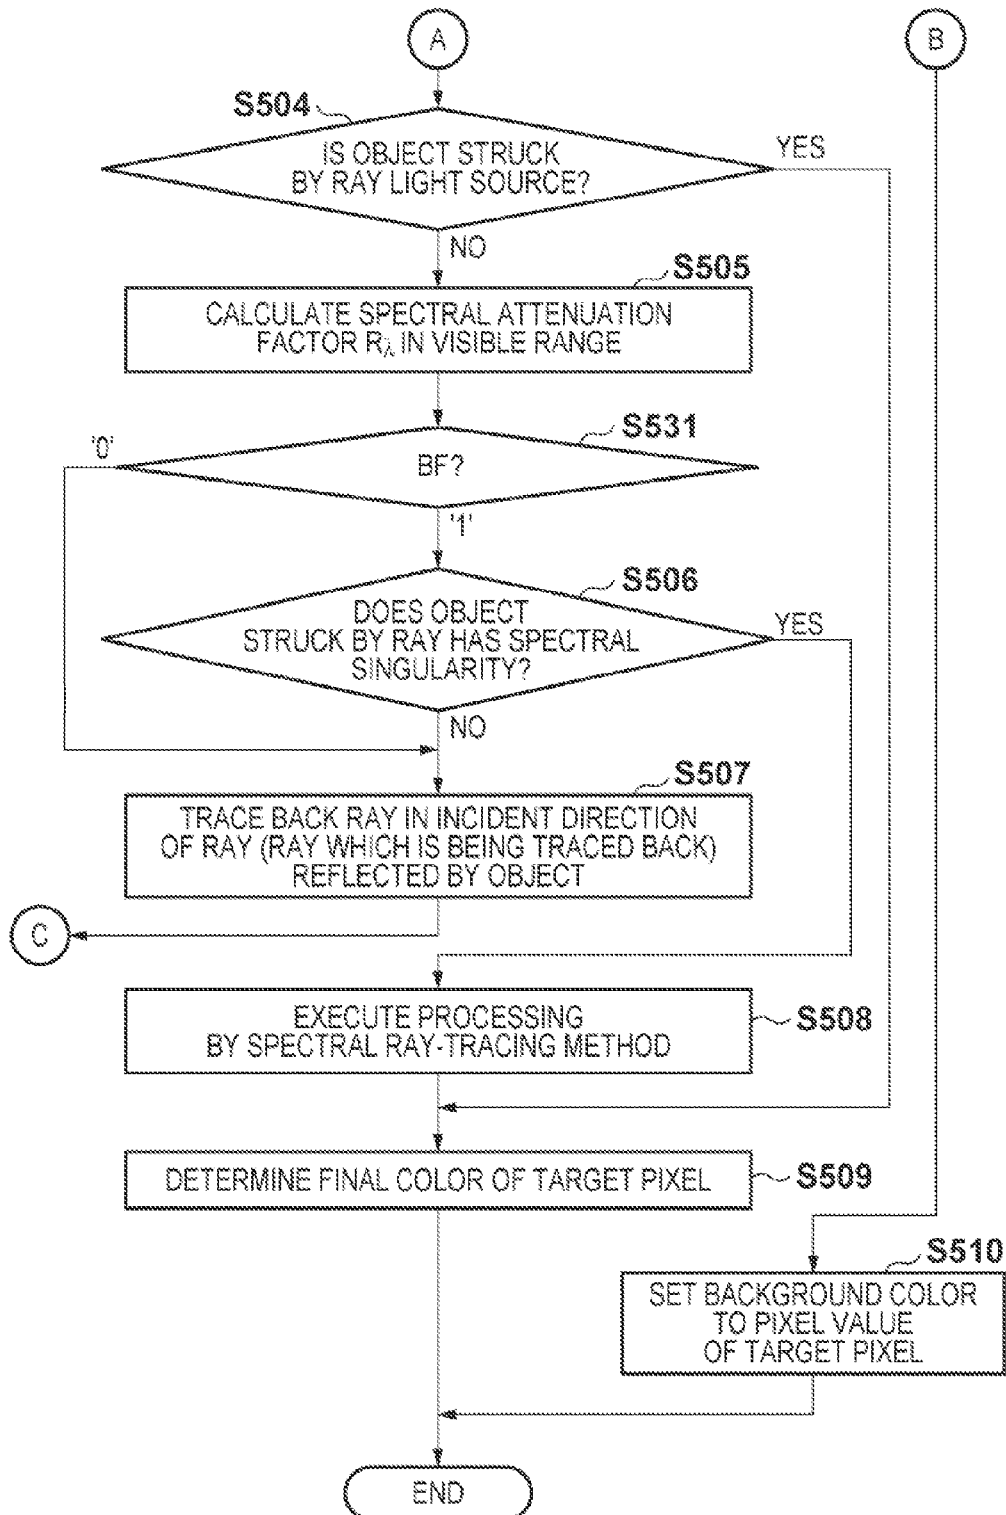 A
B
S504
IS OBJECT STRUCK
BY RAY LIGHT SOURCE?
YES
NO
S505
CALCULATE SPECTRAL ATTENUATION
FACTOR Rλ IN VISIBLE RANGE
S531
'0'
BF?
'1'
S506
DOES OBJECT
STRUCK BY RAY HAS SPECTRAL
SINGULARITY?
YES
NO
S507
TRACE BACK RAY IN INCIDENT DIRECTION
OF RAY (RAY WHICH IS BEING TRACED BACK)
REFLECTED BY OBJECT
C
EXECUTE PROCESSING
BY SPECTRAL RAY-TRACING METHOD
S508
DETERMINE FINAL COLOR OF TARGET PIXEL
S509
S510
SET BACKGROUND COLOR
TO PIXEL VALUE
OF TARGET PIXEL
END